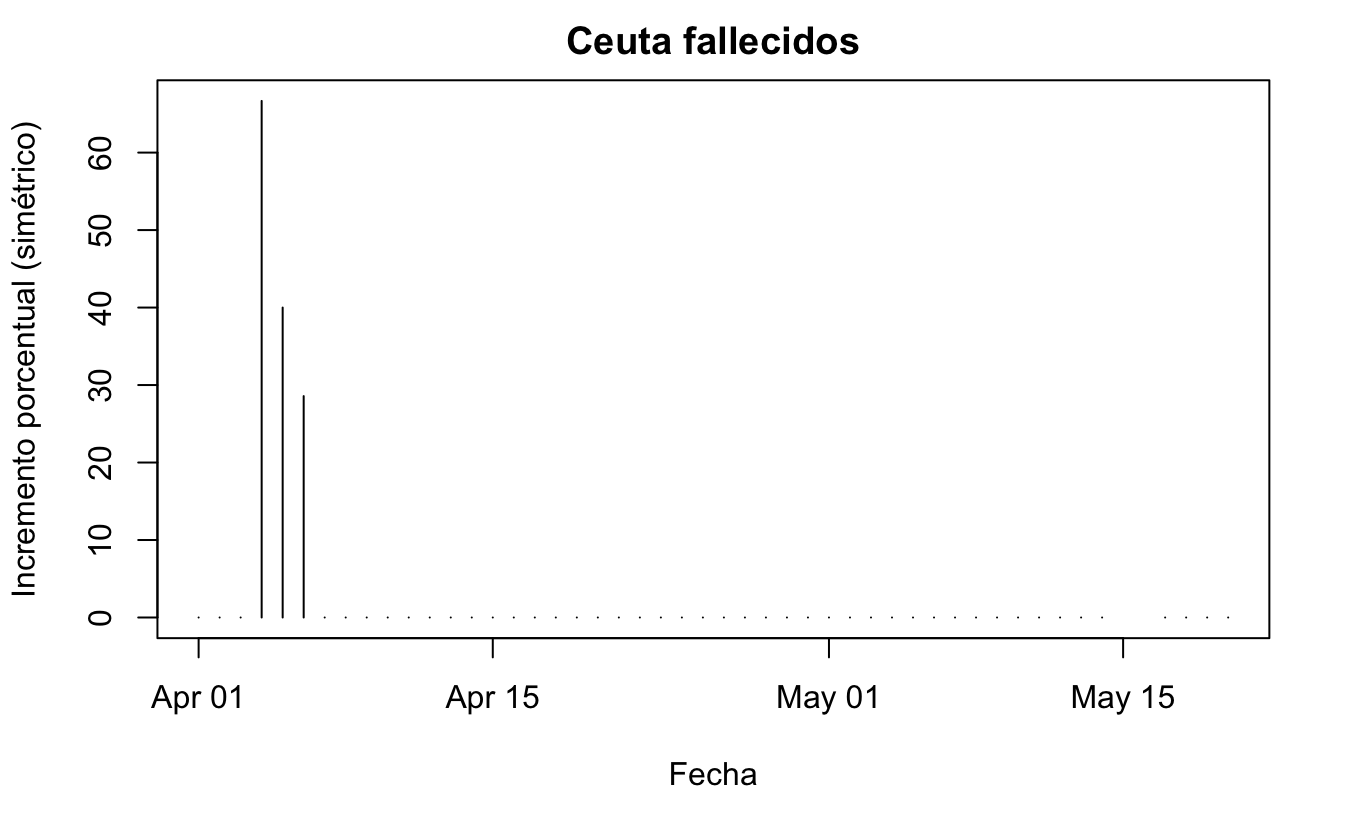 Ceuta fallecidos
Incremento porcentual (simétrico)
60
50
40
30
20
10
0
Apr 01
Apr 15
May 01
May 15
Fecha